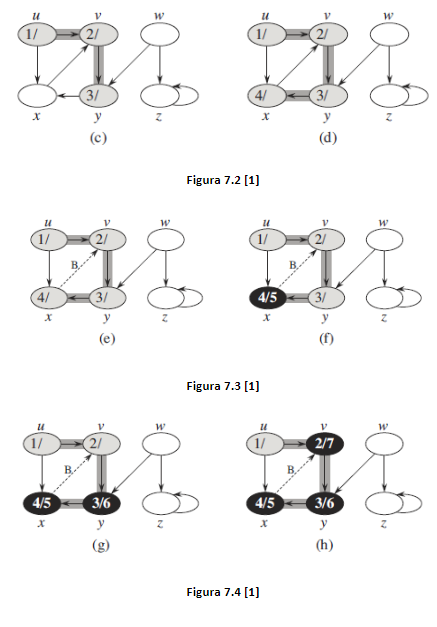 u v w u v w
1/ 2/ 1/ 2/
3/ 4/ 3/
x y z x y z
(c) (d)
Figura 7.2 [1]
u v w u v w
1/ 2/ 1/ 2/
B B
4/ 3/ 4/5 3/
x y z x y z
(e) (f)
Figura 7.3 [1]
u v w u v w
1/ 2/ 1/ 2/7
B B
4/5 3/6 4/5 3/6
x y z x y z
(g) (h)
Figura 7.4 [1]